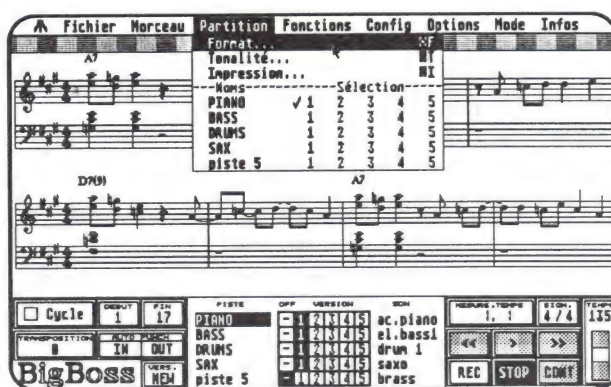 Fichier Morceau Partition Fonctions Config Options Mode Infos
Format... ⌘F
Tonalité... ⌘T
Impression... ⌘I
--Noms----------Sélection---
PIANO ✓1 2 3 4 5
BASS 1 2 3 4 5
DRUMS 1 2 3 4 5
SAX 1 2 3 4 5
piste 5 1 2 3 4 5
A7
D7(9) A7
Cycle
DEBUT
1
FIN
17
TRANSPOSITION
0
AUTO PUNCH
IN OUT
BigBoss
VERS.
NEW
PISTE OFF VERSION SON
PIANO - 1 2 3 4 5 ac.piano
BASS - 1 2 3 4 5 el.bass1
DRUMS - 1 2 3 4 5 drum 1
SAX - 1 2 3 4 5 saxo
piste 5 - 1 2 3 4 5 brass
MESURE.TEMPS
1, 1
SIGN.
4/4
TEMPO
135
<< > >>
REC STOP CONT